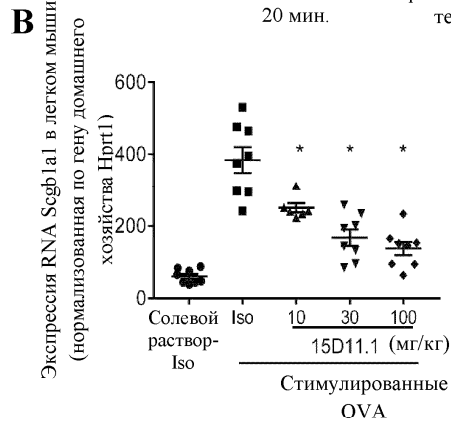 20 мин.
те
B
Экспрессия RNA Scgb1a1 в легком мыши
(нормализованная по гену домашнего
хозяйства Hprt1)
600
400
200
0
* * *
Солевой
раствор-
Iso
Iso
10 30 100
15D11.1 (мг/кг)
Стимулированные
OVA